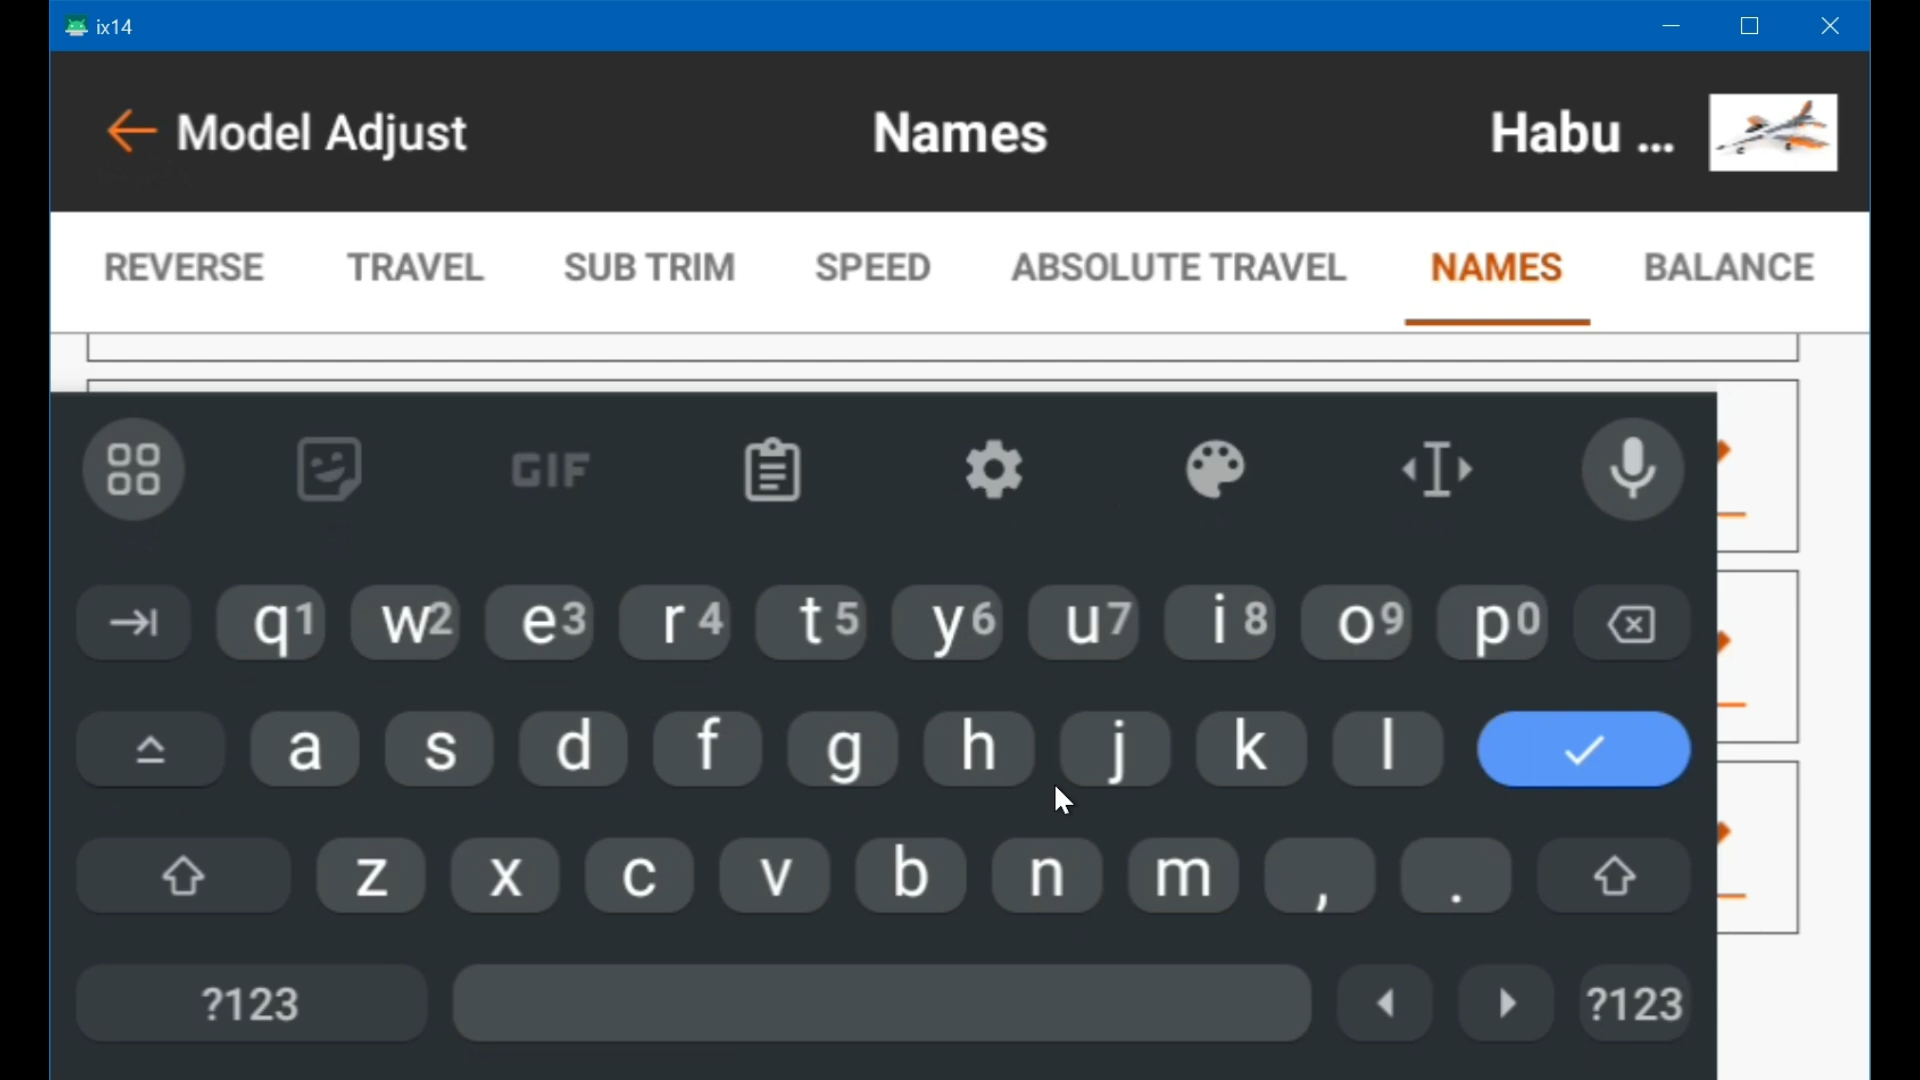 ix14
Model Adjust
Names
Habu ...
REVERSE TRAVEL SUB TRIM SPEED ABSOLUTE TRAVEL NAMES BALANCE
GIF
q1 w2 e3 r4 t5 y6 u7 i8 o9 p0
a s d f g h j k l
z x c v b n m , .
?123 ?123